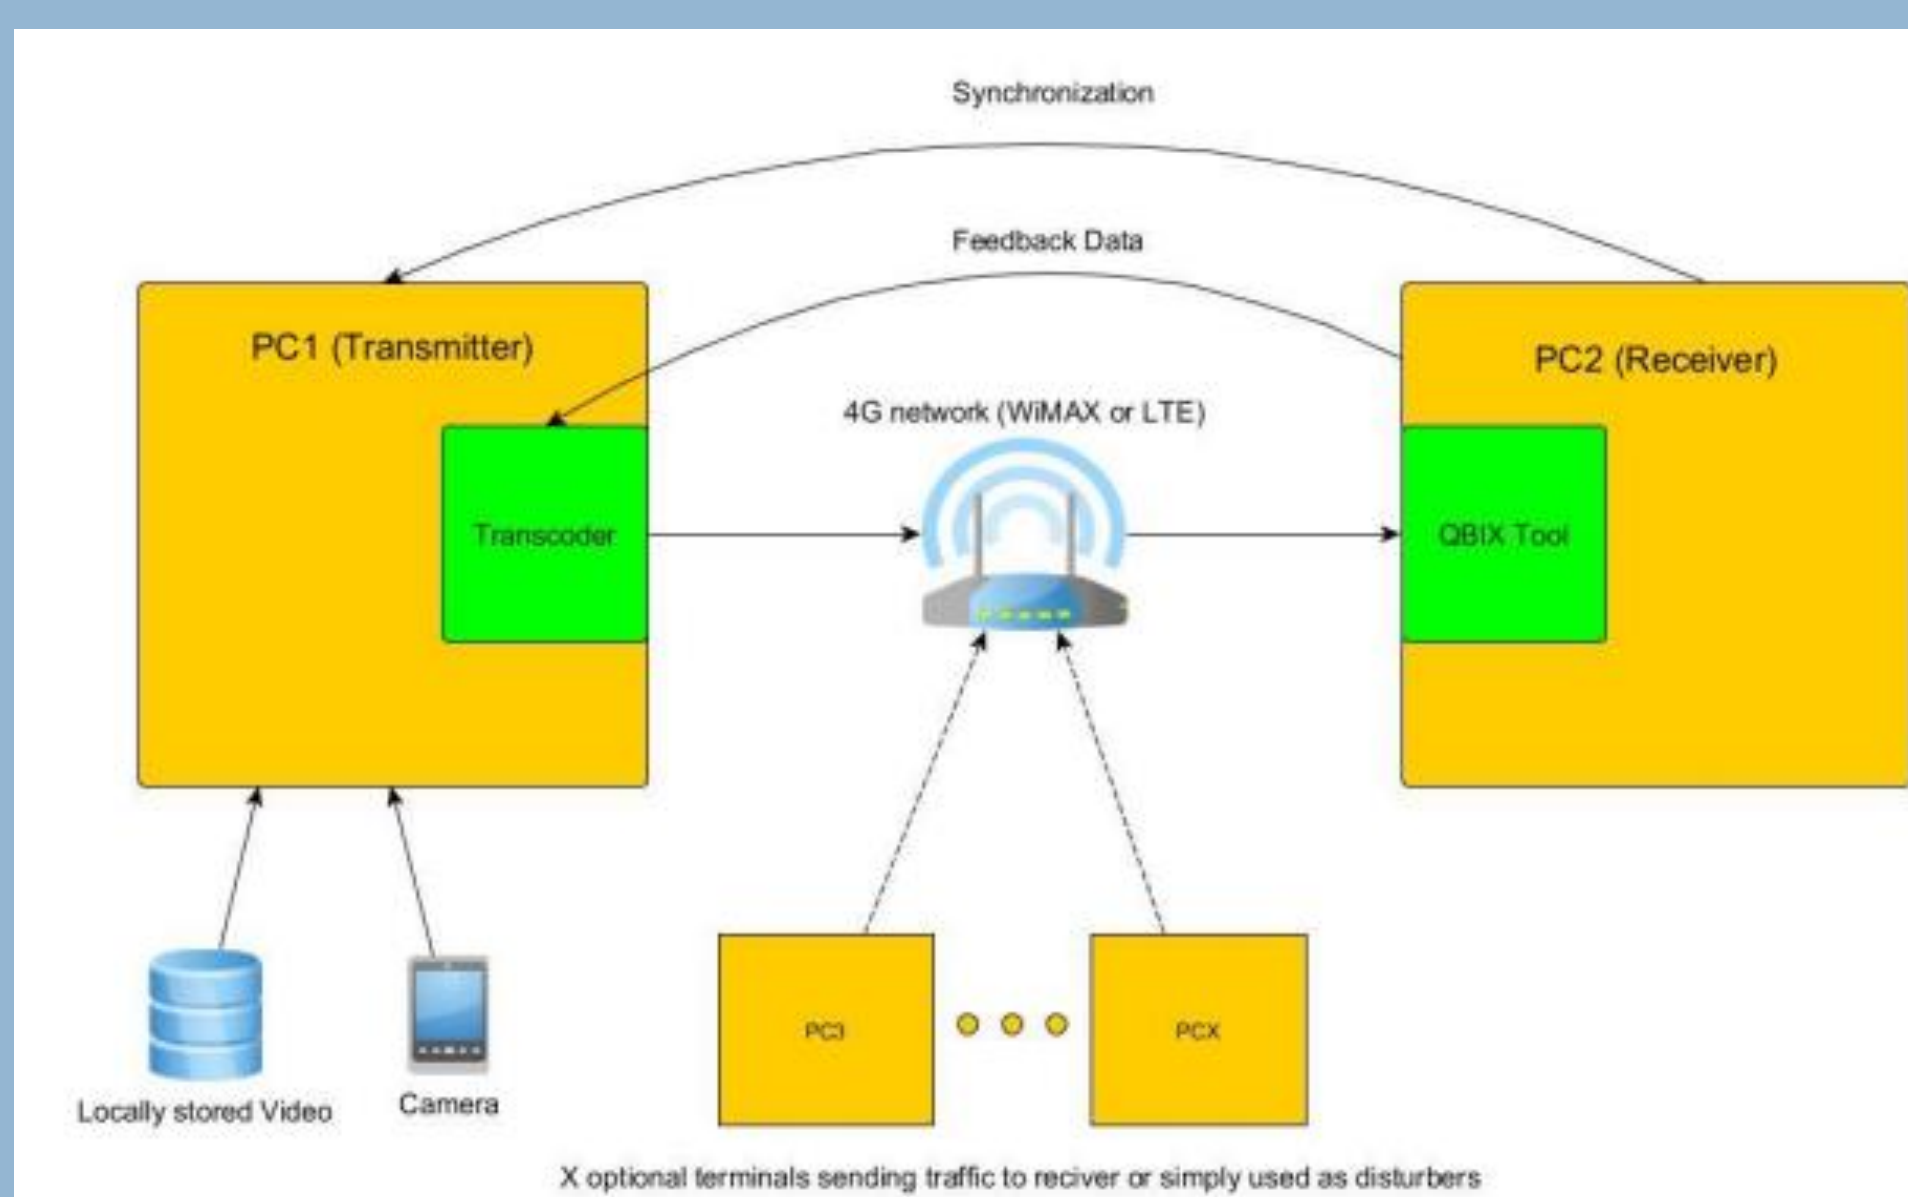 Synchronization
Feedback Data
PC1 (Transmitter)
PC2 (Receiver)
4G network (WiMAX or LTE)
Transcoder
QBIX Tool
PC3
PCX
Locally stored Video
Camera
X optional terminals sending traffic to reciver or simply used as disturbers